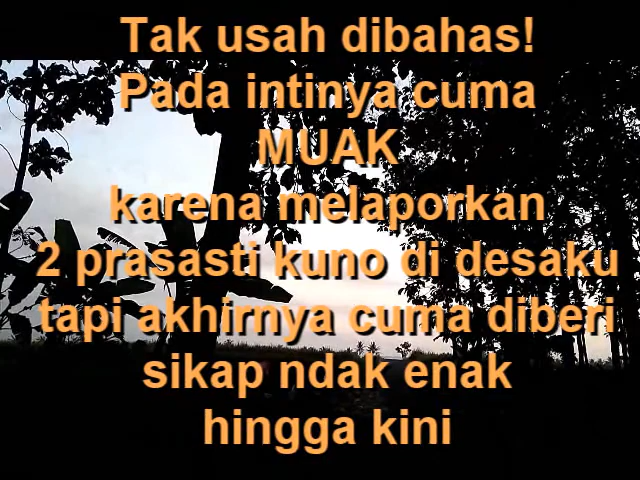 Tak usah dibahas!
Pada intinya cuma
MUAK
karena melaporkan
2 prasasti kuno di desaku
tapi akhirnya cuma diberi
sikap ndak enak
hingga kini